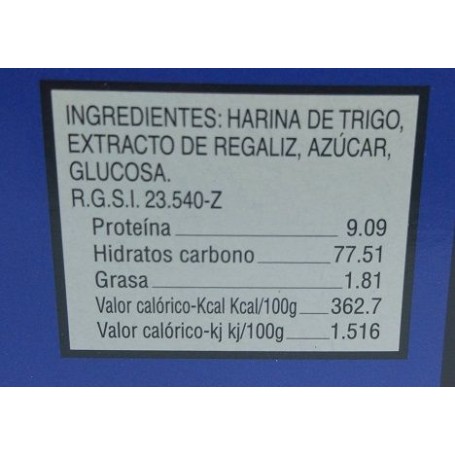 INGREDIENTES: HARINA DE TRIGO,
EXTRACTO DE REGALIZ, AZÚCAR,
GLUCOSA.
R.G.S.I. 23.540-Z
Proteína 9.09
Hidratos carbono 77.51
Grasa 1.81
Valor calórico-Kcal Kcal/100g 362.7
Valor calórico-kj kj/100g 1.516